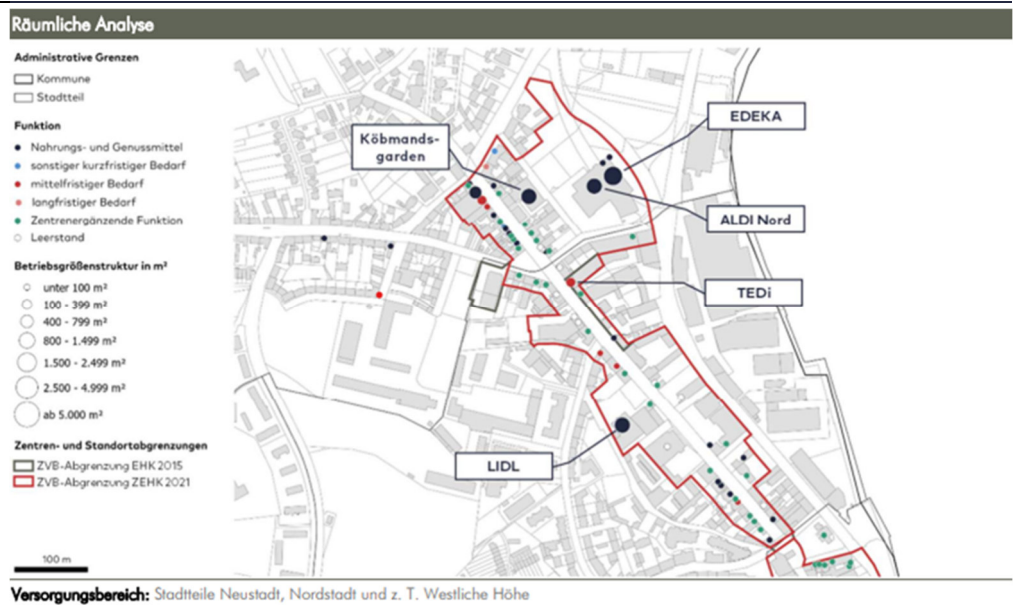 Räumliche Analyse
Administrative Grenzen
Kommune
Stadtteil
Funktion
Nahrungs- und Genussmittel
sonstiger kurzfristiger Bedarf
mittelfristiger Bedarf
langfristiger Bedarf
Zentrenergänzende Funktion
Leerstand
Betriebsgrößenstruktur in m²
unter 100 m²
100 - 399 m²
400 - 799 m²
800 - 1.499 m²
1.500 - 2.499 m²
2.500 - 4.999 m²
ab 5.000 m²
Zentren- und Standortabgrenzungen
ZVB-Abgrenzung EHK 2015
ZVB-Abgrenzung ZEHK 2021
100 m
Köbmands-
garden
EDEKA
ALDI Nord
TEDi
LIDL
Versorgungsbereich: Stadtteile Neustadt, Nordstadt und z. T. Westliche Höhe